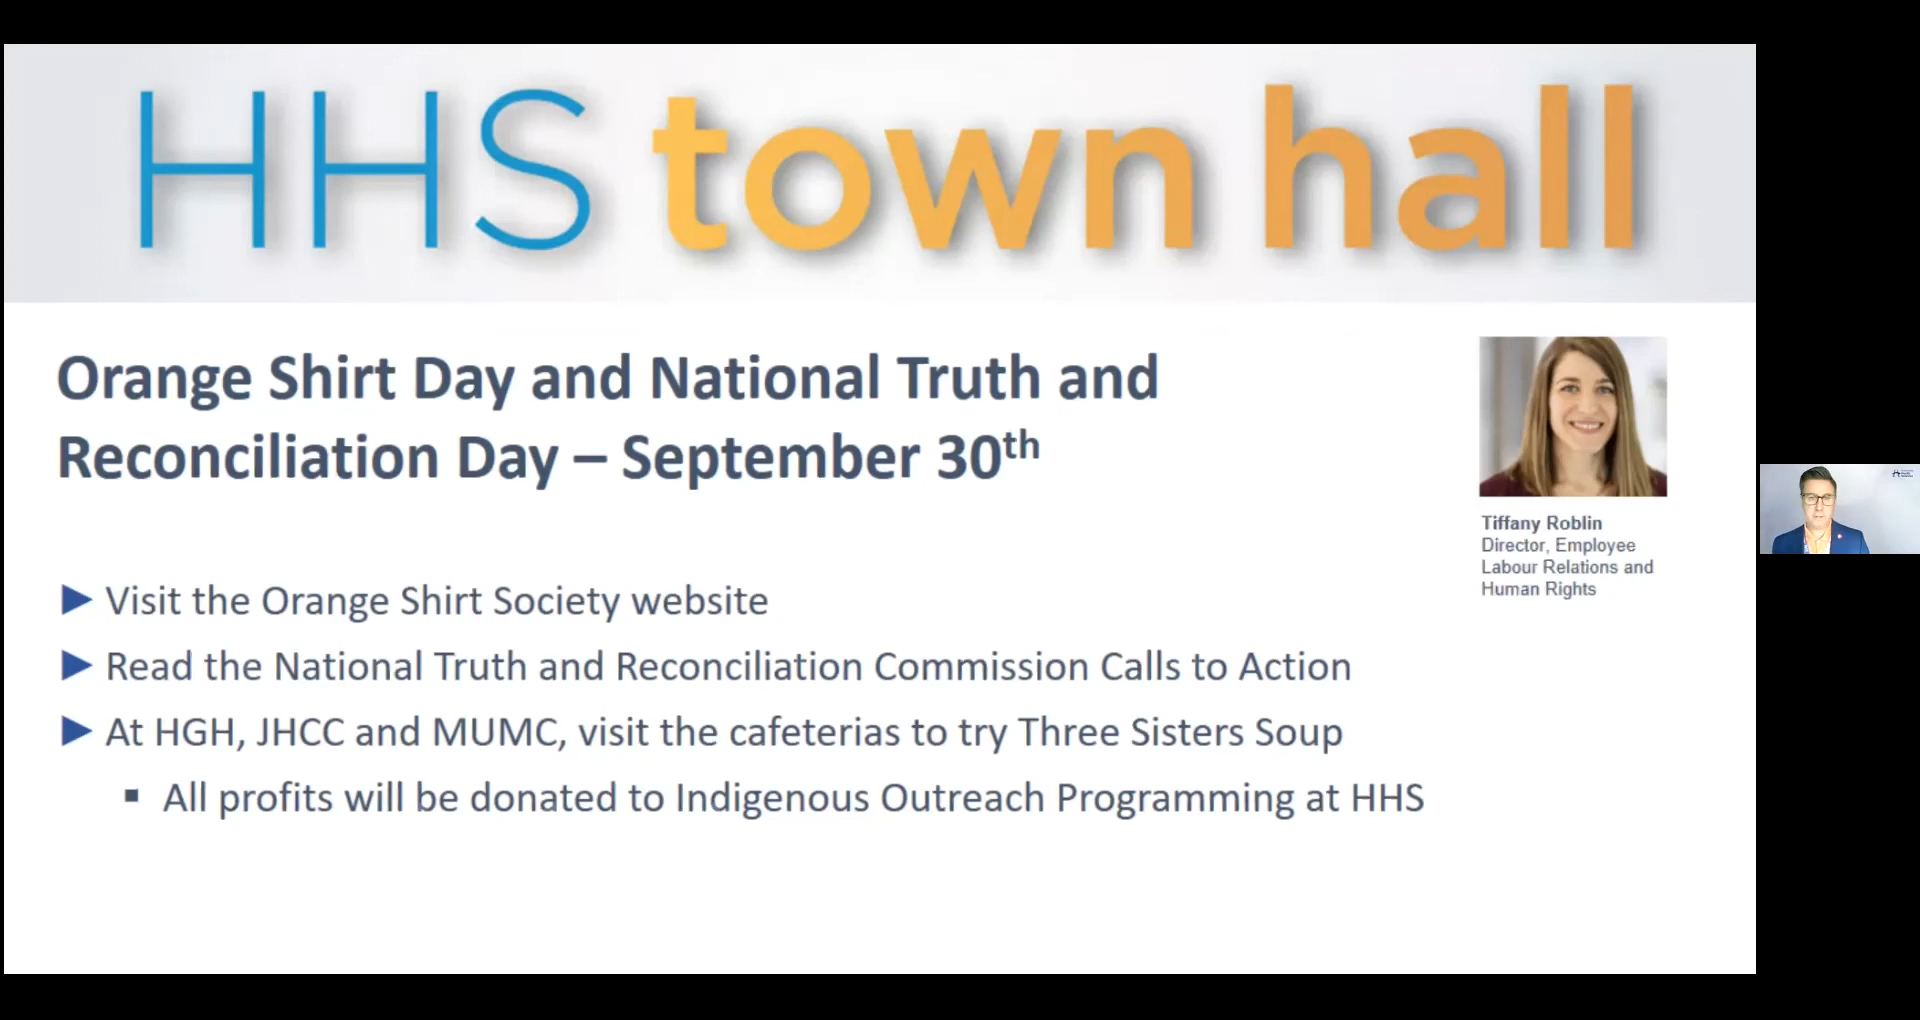 HHS town hall
Orange Shirt Day and National Truth and
Reconciliation Day – September 30th
Tiffany Roblin
Director, Employee
Labour Relations and
Human Rights
► Visit the Orange Shirt Society website
► Read the National Truth and Reconciliation Commission Calls to Action
► At HGH, JHCC and MUMC, visit the cafeterias to try Three Sisters Soup
▪ All profits will be donated to Indigenous Outreach Programming at HHS